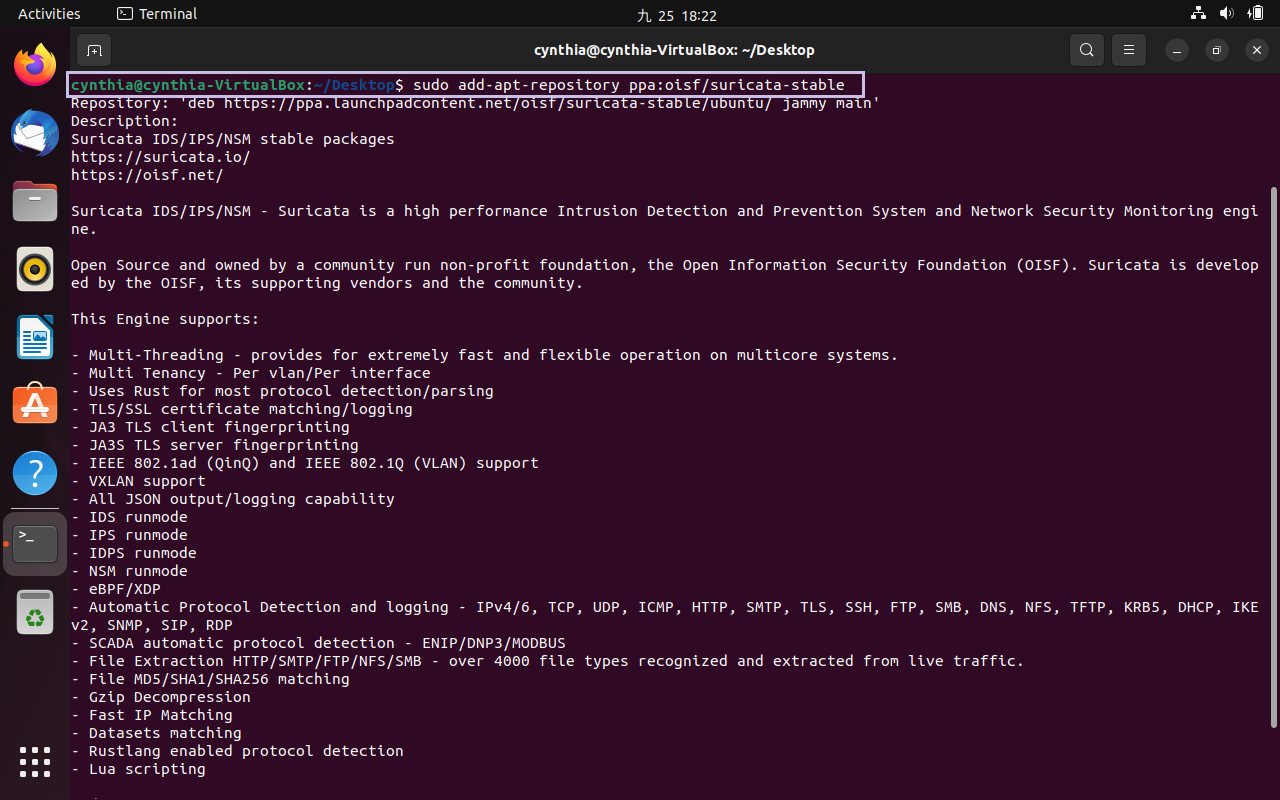 Activities
Terminal
九 25 18:22
cynthia@cynthia-VirtualBox: ~/Desktop
cynthia@cynthia-VirtualBox:~/Desktop$ sudo add-apt-repository ppa:oisf/suricata-stable
Repository: 'deb https://ppa.launchpadcontent.net/oisf/suricata-stable/ubuntu/ jammy main'
Description:
Suricata IDS/IPS/NSM stable packages
https://suricata.io/
https://oisf.net/
Suricata IDS/IPS/NSM - Suricata is a high performance Intrusion Detection and Prevention System and Network Security Monitoring engi
ne.
Open Source and owned by a community run non-profit foundation, the Open Information Security Foundation (OISF). Suricata is develop
ed by the OISF, its supporting vendors and the community.
This Engine supports:
- Multi-Threading - provides for extremely fast and flexible operation on multicore systems.
- Multi Tenancy - Per vlan/Per interface
- Uses Rust for most protocol detection/parsing
- TLS/SSL certificate matching/logging
- JA3 TLS client fingerprinting
- JA3S TLS server fingerprinting
- IEEE 802.1ad (QinQ) and IEEE 802.1Q (VLAN) support
- VXLAN support
- All JSON output/logging capability
- IDS runmode
- IPS runmode
- IDPS runmode
- NSM runmode
- eBPF/XDP
- Automatic Protocol Detection and logging - IPv4/6, TCP, UDP, ICMP, HTTP, SMTP, TLS, SSH, FTP, SMB, DNS, NFS, TFTP, KRB5, DHCP, IKE
v2, SNMP, SIP, RDP
- SCADA automatic protocol detection - ENIP/DNP3/MODBUS
- File Extraction HTTP/SMTP/FTP/NFS/SMB - over 4000 file types recognized and extracted from live traffic.
- File MD5/SHA1/SHA256 matching
- Gzip Decompression
- Fast IP Matching
- Datasets matching
- Rustlang enabled protocol detection
- Lua scripting